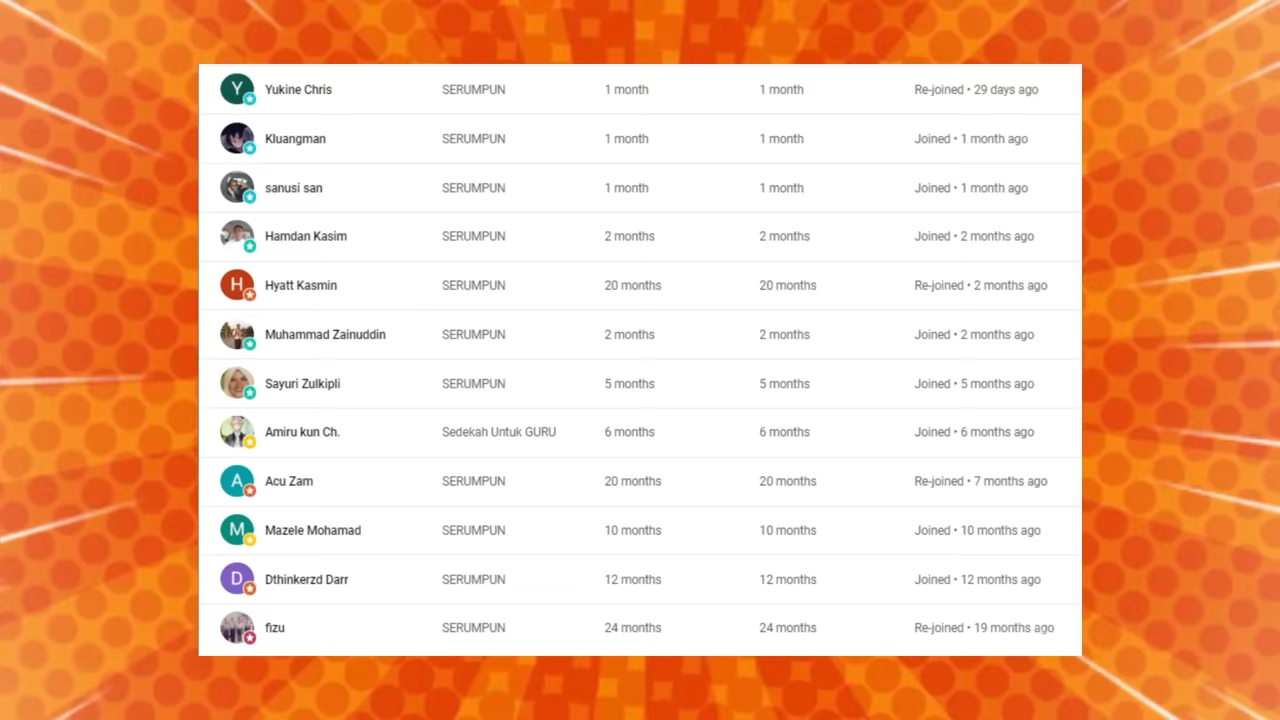 Y Yukine Chris SERUMPUN 1 month 1 month Re-joined • 29 days ago
Kluangman SERUMPUN 1 month 1 month Joined • 1 month ago
sanusi san SERUMPUN 1 month 1 month Joined • 1 month ago
Hamdan Kasim SERUMPUN 2 months 2 months Joined • 2 months ago
H Hyatt Kasmin SERUMPUN 20 months 20 months Re-joined • 2 months ago
Muhammad Zainuddin SERUMPUN 2 months 2 months Joined • 2 months ago
Sayuri Zulkipli SERUMPUN 5 months 5 months Joined • 5 months ago
Amiru kun Ch. Sedekah Untuk GURU 6 months 6 months Joined • 6 months ago
A Acu Zam SERUMPUN 20 months 20 months Re-joined • 7 months ago
M Mazele Mohamad SERUMPUN 10 months 10 months Joined • 10 months ago
D Dthinkerzd Darr SERUMPUN 12 months 12 months Joined • 12 months ago
fizu SERUMPUN 24 months 24 months Re-joined • 19 months ago